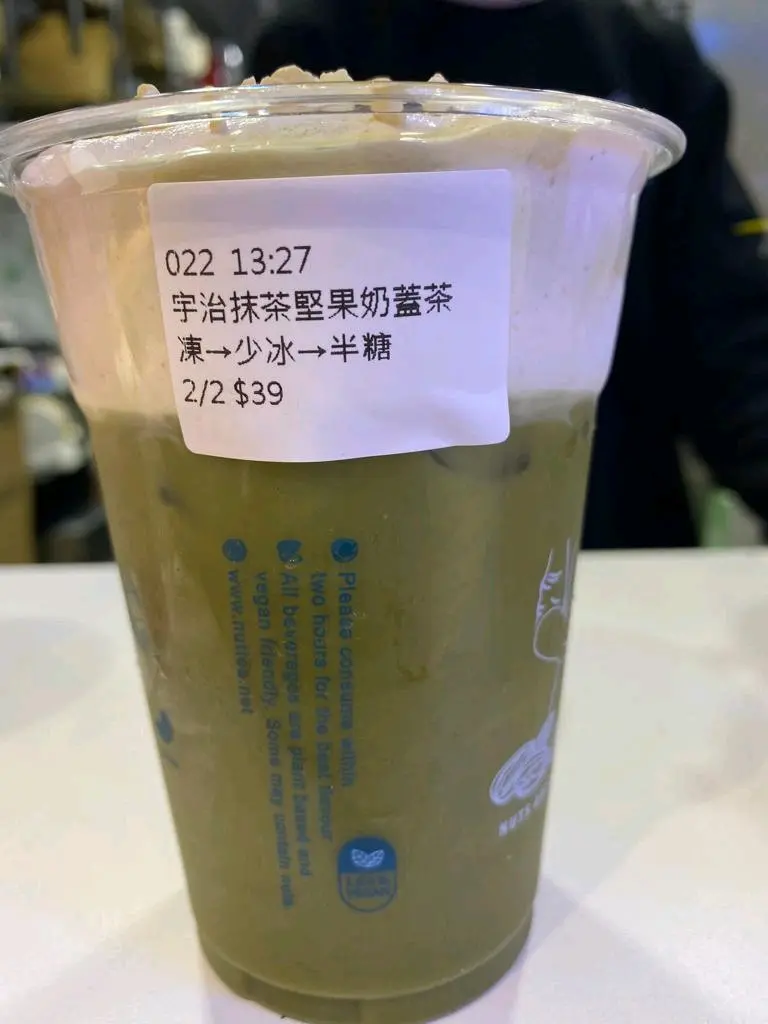 022 13:27
宇治抹茶堅果奶蓋茶
凍→少冰→半糖
2/2 $39
Please consume within
two hours for the best flavour
All beverages are plant based and
vegan friendly. Some may contain nuts
www.nuttea.net
NUTS